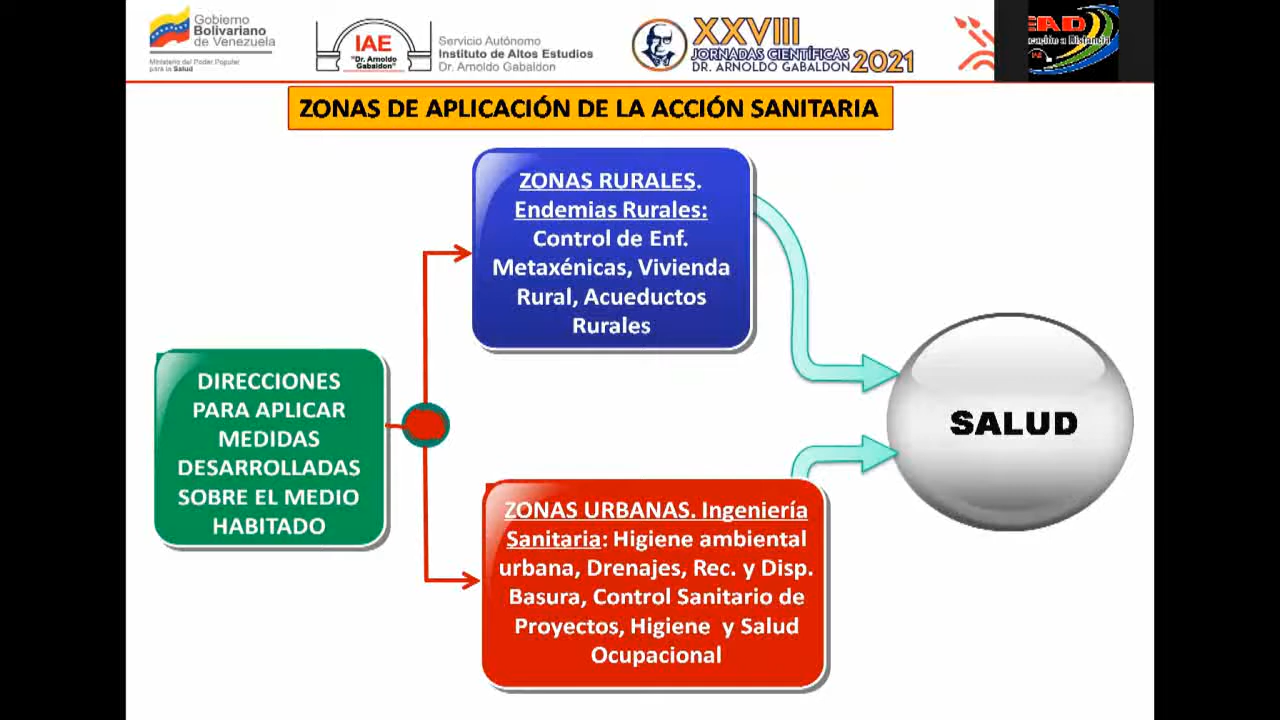 Gobierno
Bolivariano
de Venezuela
Ministerio del Poder Popular
para la Salud
IAE
"Dr. Arnoldo
Gabaldon"
Servicio Autónomo
Instituto de Altos Estudios
Dr. Arnoldo Gabaldon
XXVIII
JORNADAS CIENTÍFICAS
DR. ARNOLDO GABALDON
2021
EAD
ucación a Distancia
ZONAS DE APLICACIÓN DE LA ACCIÓN SANITARIA
ZONAS RURALES.
Endemias Rurales:
Control de Enf.
Metaxénicas, Vivienda
Rural, Acueductos
Rurales
DIRECCIONES
PARA APLICAR
MEDIDAS
DESARROLLADAS
SOBRE EL MEDIO
HABITADO
SALUD
ZONAS URBANAS. Ingeniería
Sanitaria: Higiene ambiental
urbana, Drenajes, Rec. y Disp.
Basura, Control Sanitario de
Proyectos, Higiene y Salud
Ocupacional